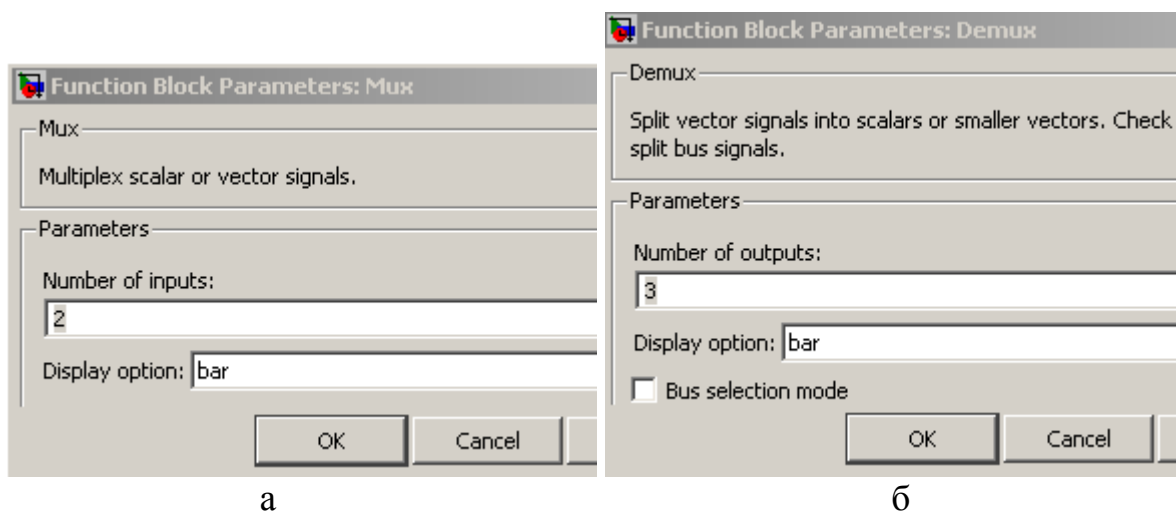 Function Block Parameters: Mux
Mux
Multiplex scalar or vector signals.
Parameters
Number of inputs:
2
Display option: bar
OK Cancel
а
Function Block Parameters: Demux
Demux
Split vector signals into scalars or smaller vectors. Check
split bus signals.
Parameters
Number of outputs:
3
Display option: bar
Bus selection mode
OK Cancel
б